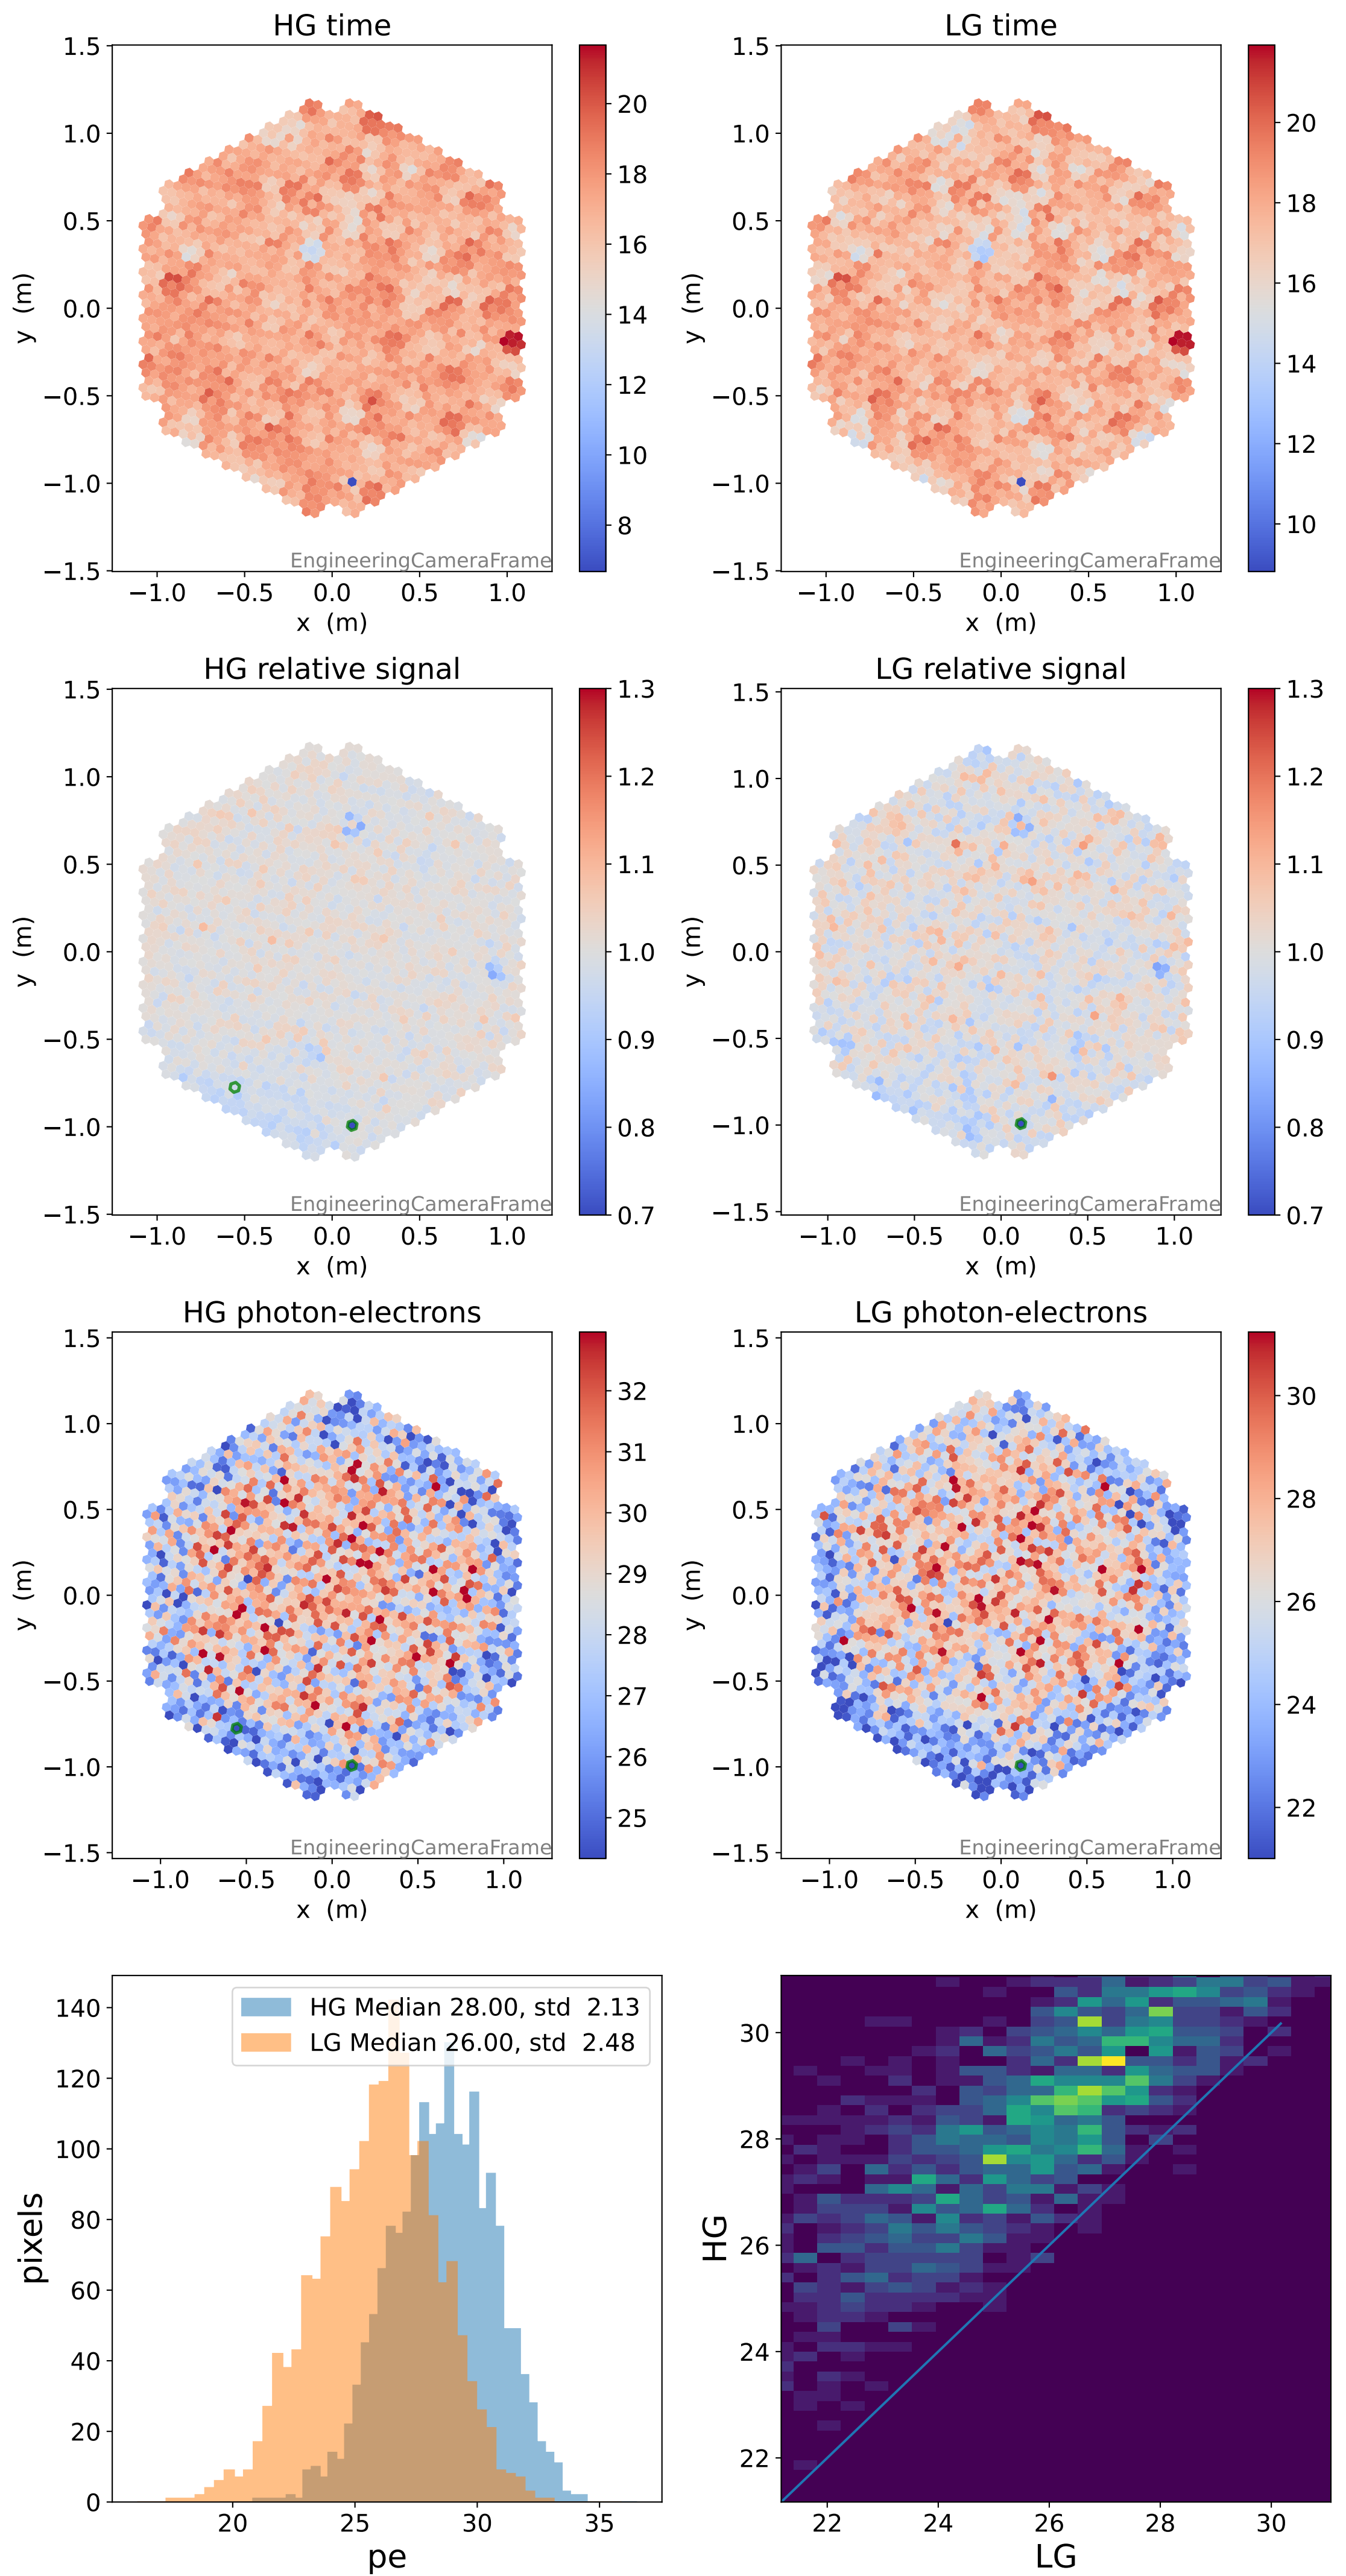 HG time
1.5
1.0
0.5
0.0
−0.5
−1.0
−1.5
y (m)
−1.0 −0.5 0.0 0.5 1.0
x (m)
EngineeringCameraFrame
20
18
16
14
12
10
8
LG time
1.5
1.0
0.5
0.0
−0.5
−1.0
−1.5
y (m)
−1.0 −0.5 0.0 0.5 1.0
x (m)
EngineeringCameraFrame
20
18
16
14
12
10
HG relative signal
1.5
1.0
0.5
0.0
−0.5
−1.0
−1.5
y (m)
−1.0 −0.5 0.0 0.5 1.0
x (m)
EngineeringCameraFrame
1.3
1.2
1.1
1.0
0.9
0.8
0.7
LG relative signal
1.5
1.0
0.5
0.0
−0.5
−1.0
−1.5
y (m)
−1.0 −0.5 0.0 0.5 1.0
x (m)
EngineeringCameraFrame
1.3
1.2
1.1
1.0
0.9
0.8
0.7
HG photon-electrons
1.5
1.0
0.5
0.0
−0.5
−1.0
−1.5
y (m)
−1.0 −0.5 0.0 0.5 1.0
x (m)
EngineeringCameraFrame
32
31
30
29
28
27
26
25
LG photon-electrons
1.5
1.0
0.5
0.0
−0.5
−1.0
−1.5
y (m)
−1.0 −0.5 0.0 0.5 1.0
x (m)
EngineeringCameraFrame
30
28
26
24
22
HG Median 28.00, std 2.13
LG Median 26.00, std 2.48
140
120
100
80
60
40
20
0
pixels
20 25 30 35
pe
30
28
26
24
22
HG
22 24 26 28 30
LG